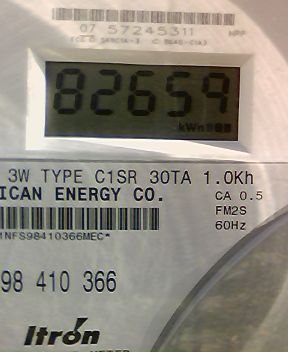 07 57245311
82659
3W TYPE C1SR 30TA 1.0Kh
ICAN ENERGY CO.
CA 0.5
FM2S
60Hz
1NFS98410366MEC*
98 410 366
Itron